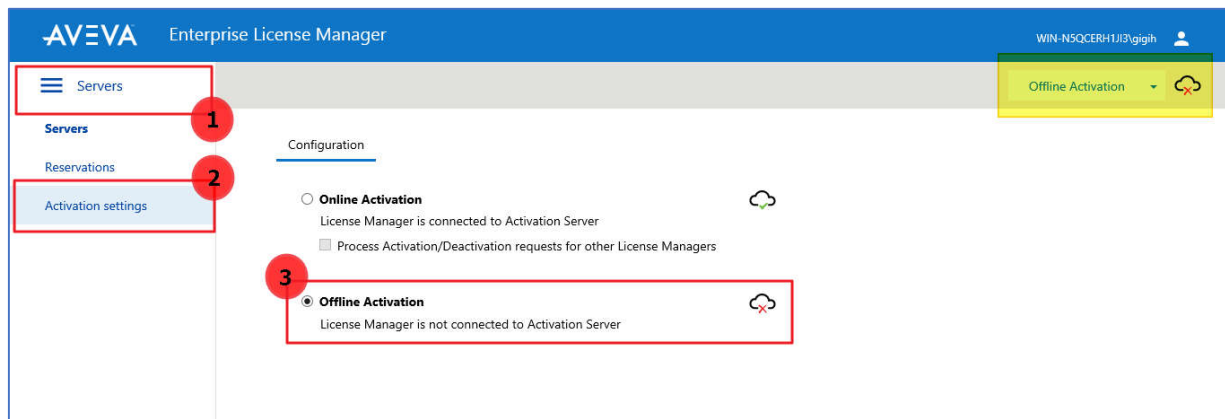 AVEVA Enterprise License Manager
WIN-N5QCERH1JI3\gigih
Servers
Offline Activation
1
Servers
Configuration
Reservations
2
Activation settings
Online Activation
License Manager is connected to Activation Server
Process Activation/Deactivation requests for other License Managers
3
Offline Activation
License Manager is not connected to Activation Server